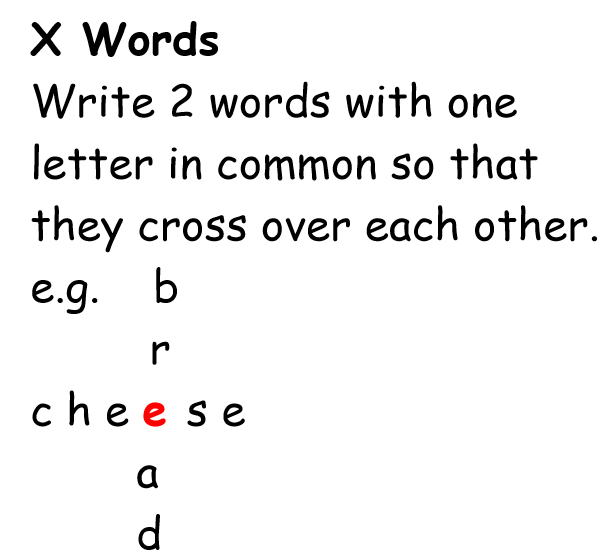 X Words
Write 2 words with one
letter in common so that
they cross over each other.
e.g. b
r
c h e e s e
a
d